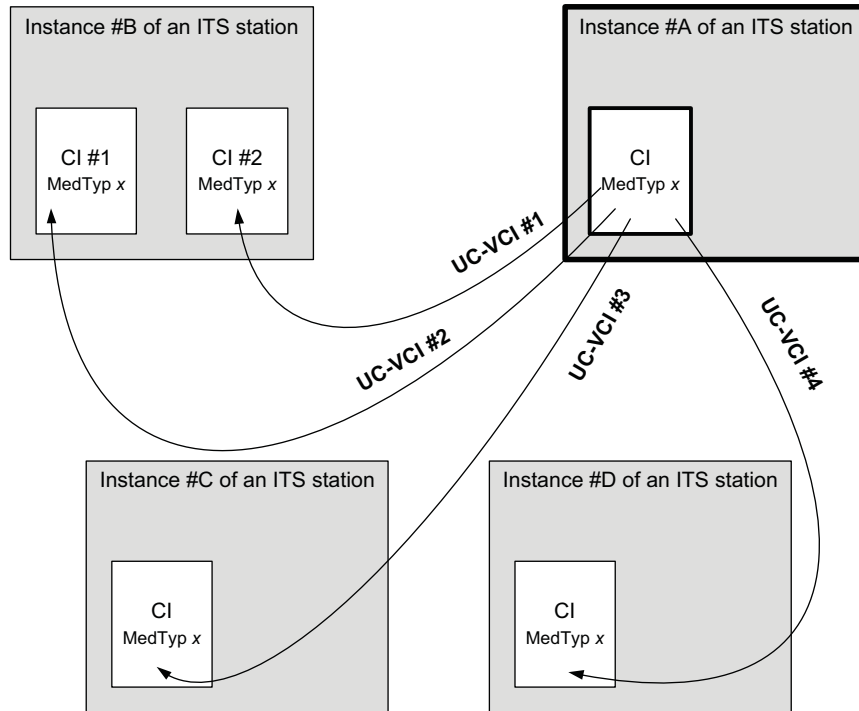 Instance #B of an ITS station
CI #1
MedTyp x
CI #2
MedTyp x
Instance #A of an ITS station
CI
MedTyp x
UC-VCI #1
UC-VCI #2
UC-VCI #3
UC-VCI #4
Instance #C of an ITS station
CI
MedTyp x
Instance #D of an ITS station
CI
MedTyp x